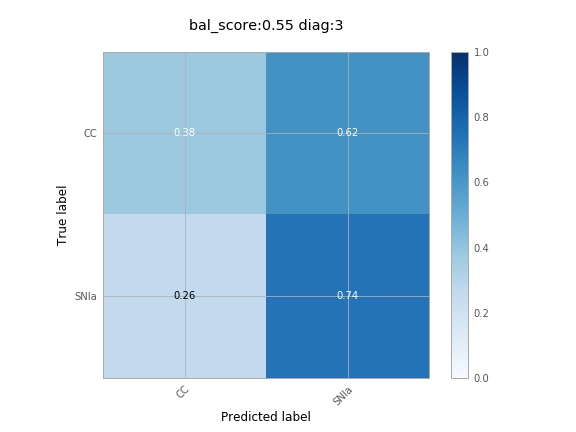 bal_score:0.55 diag:3
1.0
0.8
0.6
0.4
0.2
0.0
True label
CC
SNIa
0.38
0.62
0.26
0.74
CC
SNIa
Predicted label